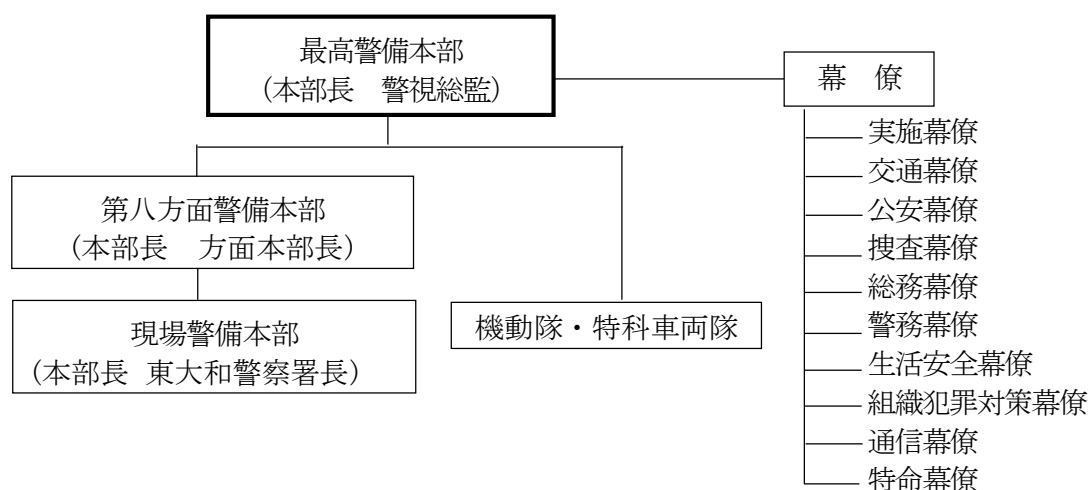 最高警備本部
(本部長　警視総監)
幕　僚
実施幕僚
交通幕僚
公安幕僚
捜査幕僚
総務幕僚
警務幕僚
生活安全幕僚
組織犯罪対策幕僚
通信幕僚
特命幕僚
第八方面警備本部
(本部長　方面本部長)
現場警備本部
(本部長 東大和警察署長)
機動隊・特科車両隊